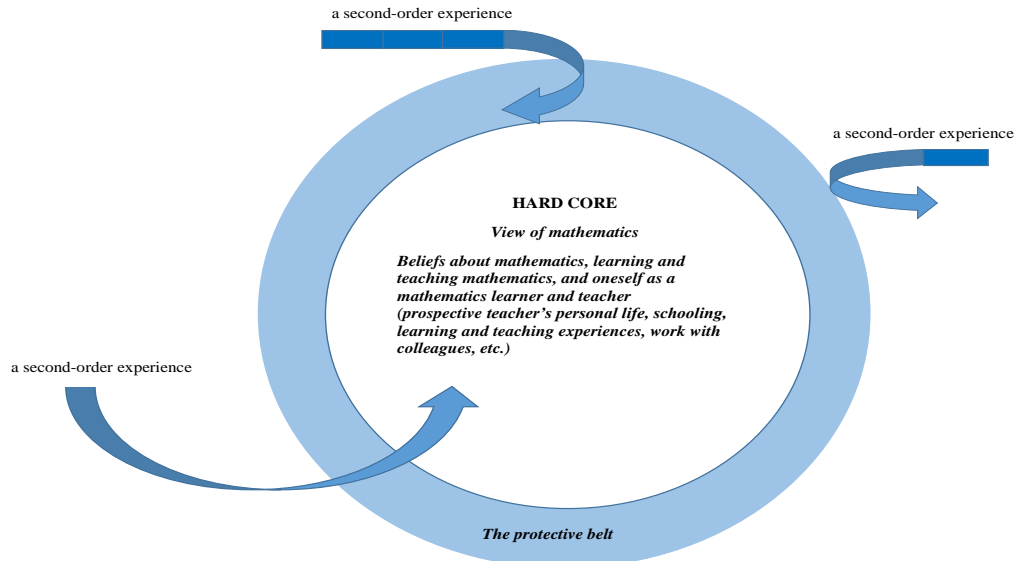 a second-order experience
a second-order experience
HARD CORE
View of mathematics
Beliefs about mathematics, learning and
teaching mathematics, and oneself as a
mathematics learner and teacher
(prospective teacher's personal life, schooling,
learning and teaching experiences, work with
colleagues, etc.)
a second-order experience
The protective belt